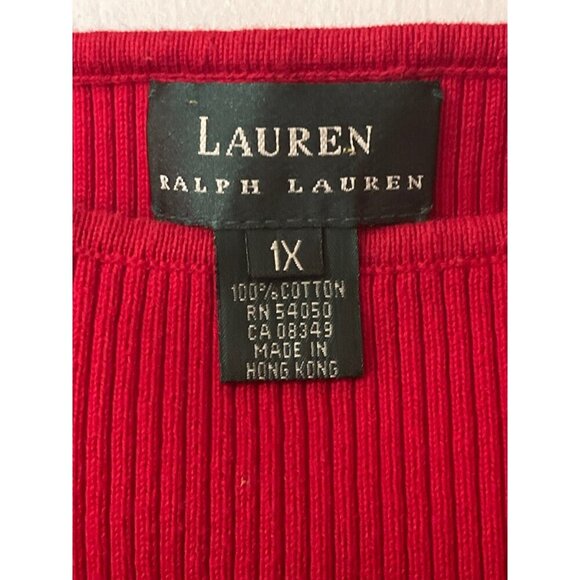 LAUREN
RALPH LAUREN
1X
100% COTTON
RN 54050
CA 08349
MADE IN
HONG KONG